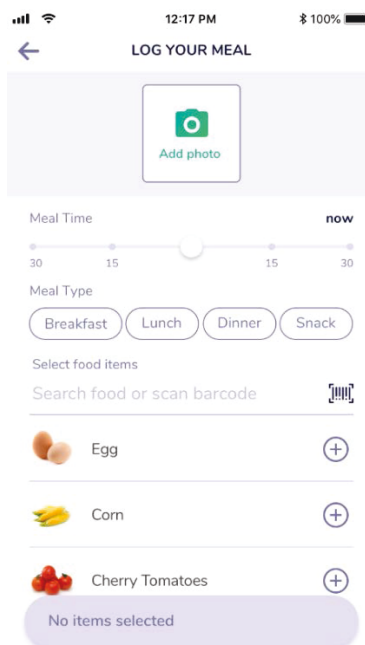 12:17 PM 100%
LOG YOUR MEAL
Add photo
Meal Time now
30 15 15 30
Meal Type
Breakfast Lunch Dinner Snack
Select food items
Search food or scan barcode
Egg
Corn
Cherry Tomatoes
No items selected